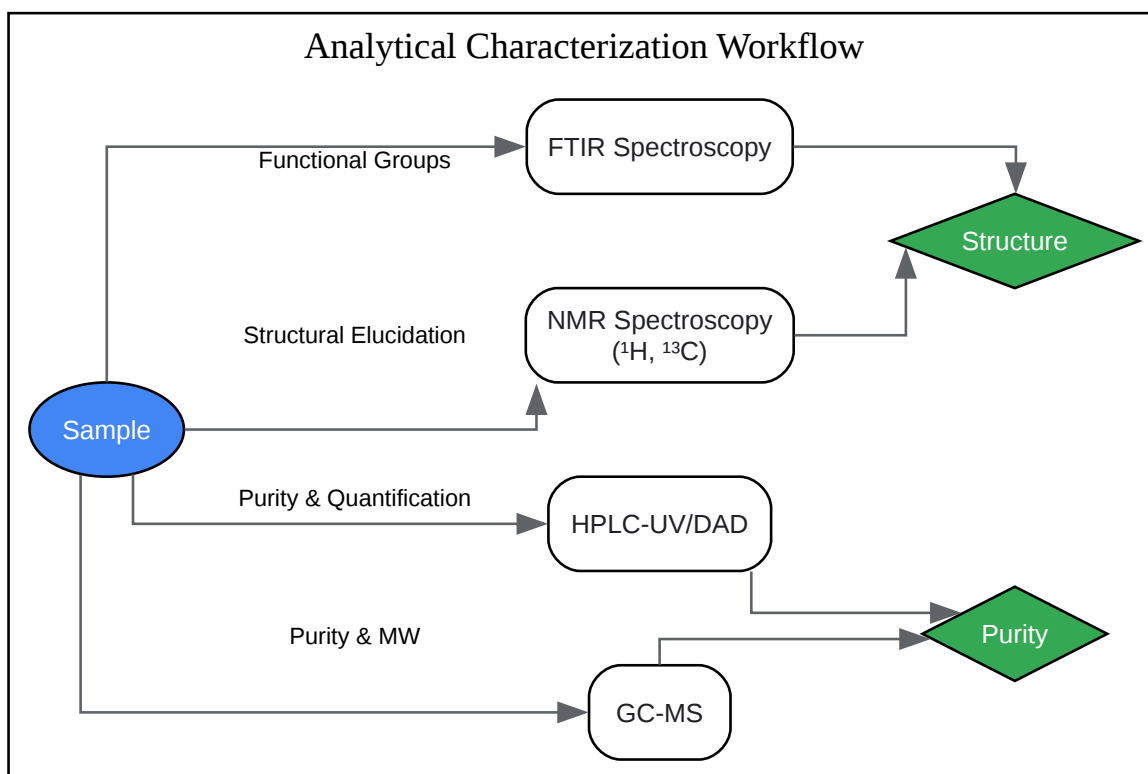 Analytical Characterization Workflow
FTIR Spectroscopy
Functional Groups
Structure
NMR Spectroscopy
(¹H, ¹³C)
Structural Elucidation
Sample
Purity & Quantification
HPLC-UV/DAD
Purity & MW
Purity
GC-MS